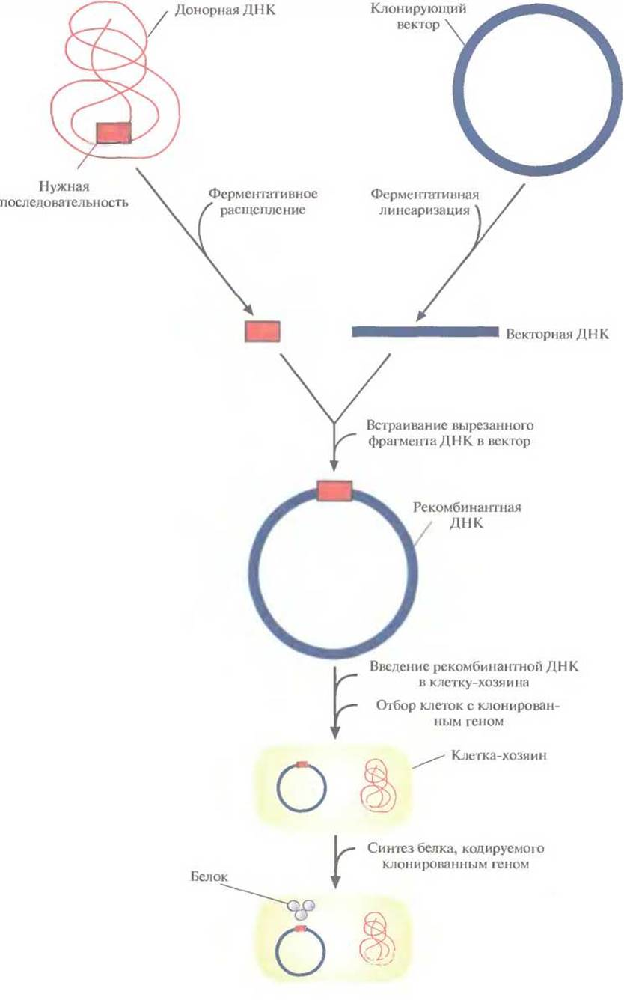 Донорная ДНК
Клонирующий
вектор
Нужная
последовательность
Ферментативное
расщепление
Ферментативная
линеаризация
Векторная ДНК
Встраивание вырезанного
фрагмента ДНК в вектор
Рекомбинантная
ДНК
Введение рекомбинантной ДНК
в клетку-хозяина
Отбор клеток с клонирован-
ным геном
Клетка-хозяин
Синтез белка, кодируемого
клонированным геном
Белок